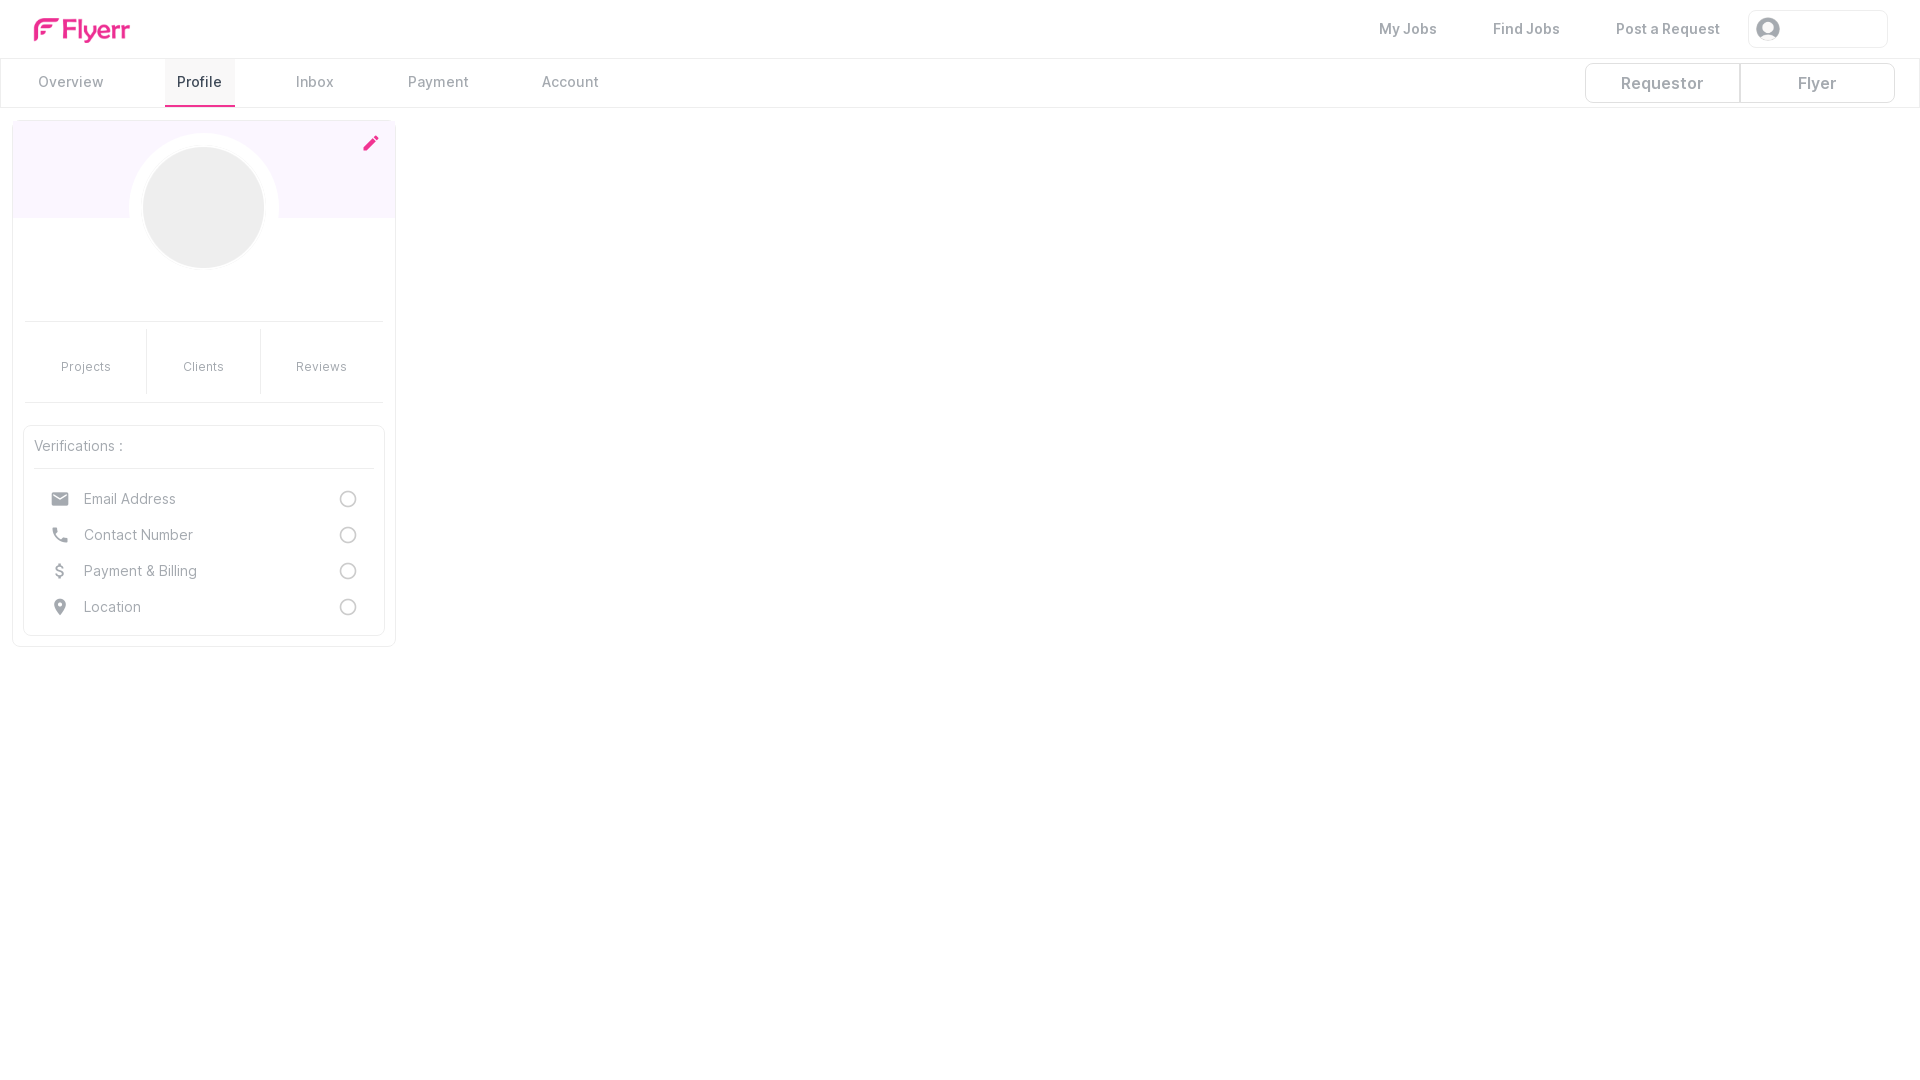 Flyerr
My Jobs
Find Jobs
Post a Request
Overview
Profile
Inbox
Payment
Account
Requestor
Flyer
Projects
Clients
Reviews
Verifications :
Email Address
Contact Number
Payment & Billing
Location